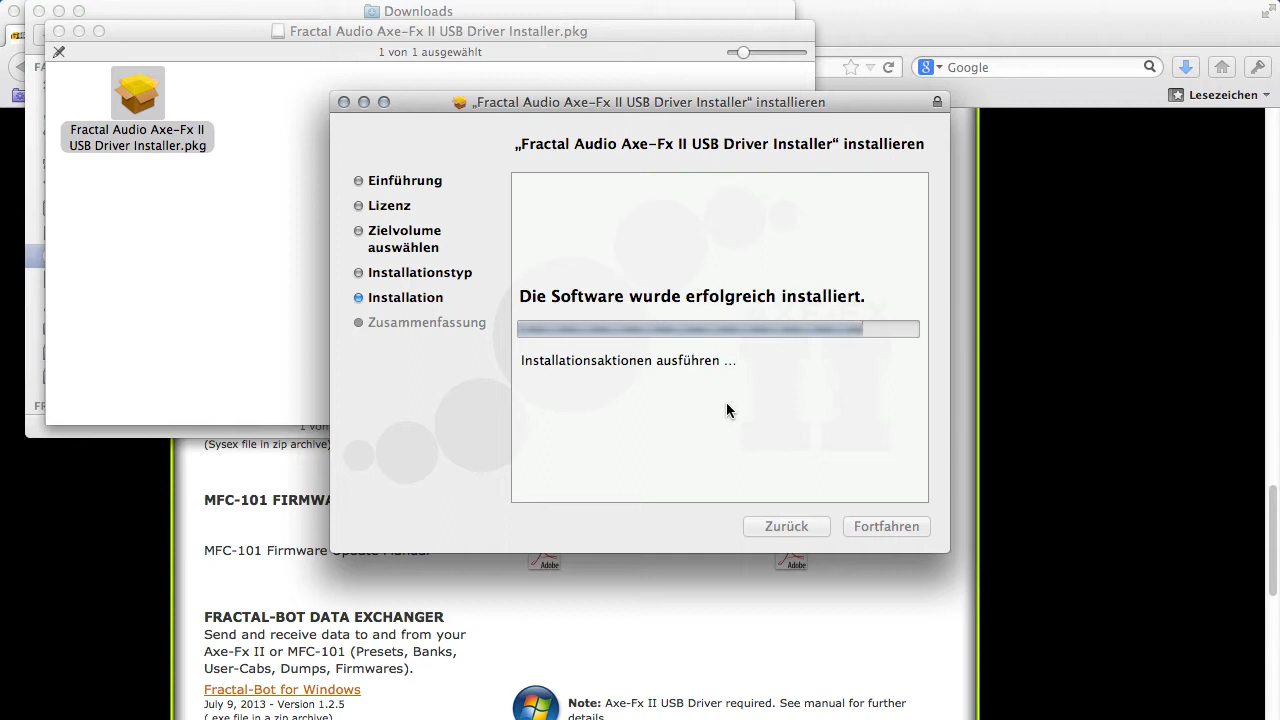 Downloads
Fractal Audio Axe-Fx II USB Driver Installer.pkg
1 von 1 ausgewählt
Google
Lesezeichen
Fractal Audio Axe-Fx II
USB Driver Installer.pkg
„Fractal Audio Axe-Fx II USB Driver Installer“ installieren
„Fractal Audio Axe-Fx II USB Driver Installer“ installieren
Einführung
Lizenz
Zielvolume
auswählen
Installationstyp
Installation
Zusammenfassung
Die Software wurde erfolgreich installiert.
Installationsaktionen ausführen ...
Zurück
Fortfahren
1 von
(Sysex file in zip archive)
MFC-101 FIRMWA
MFC-101 Firmware Update Manual
Adobe
Adobe
FRACTAL-BOT DATA EXCHANGER
Send and receive data to and from your
Axe-Fx II or MFC-101 (Presets, Banks,
User-Cabs, Dumps, Firmwares).
Fractal-Bot for Windows
July 9, 2013 - Version 1.2.5
(.exe file in a zip archive)
Note: Axe-Fx II USB Driver required. See manual for further
details